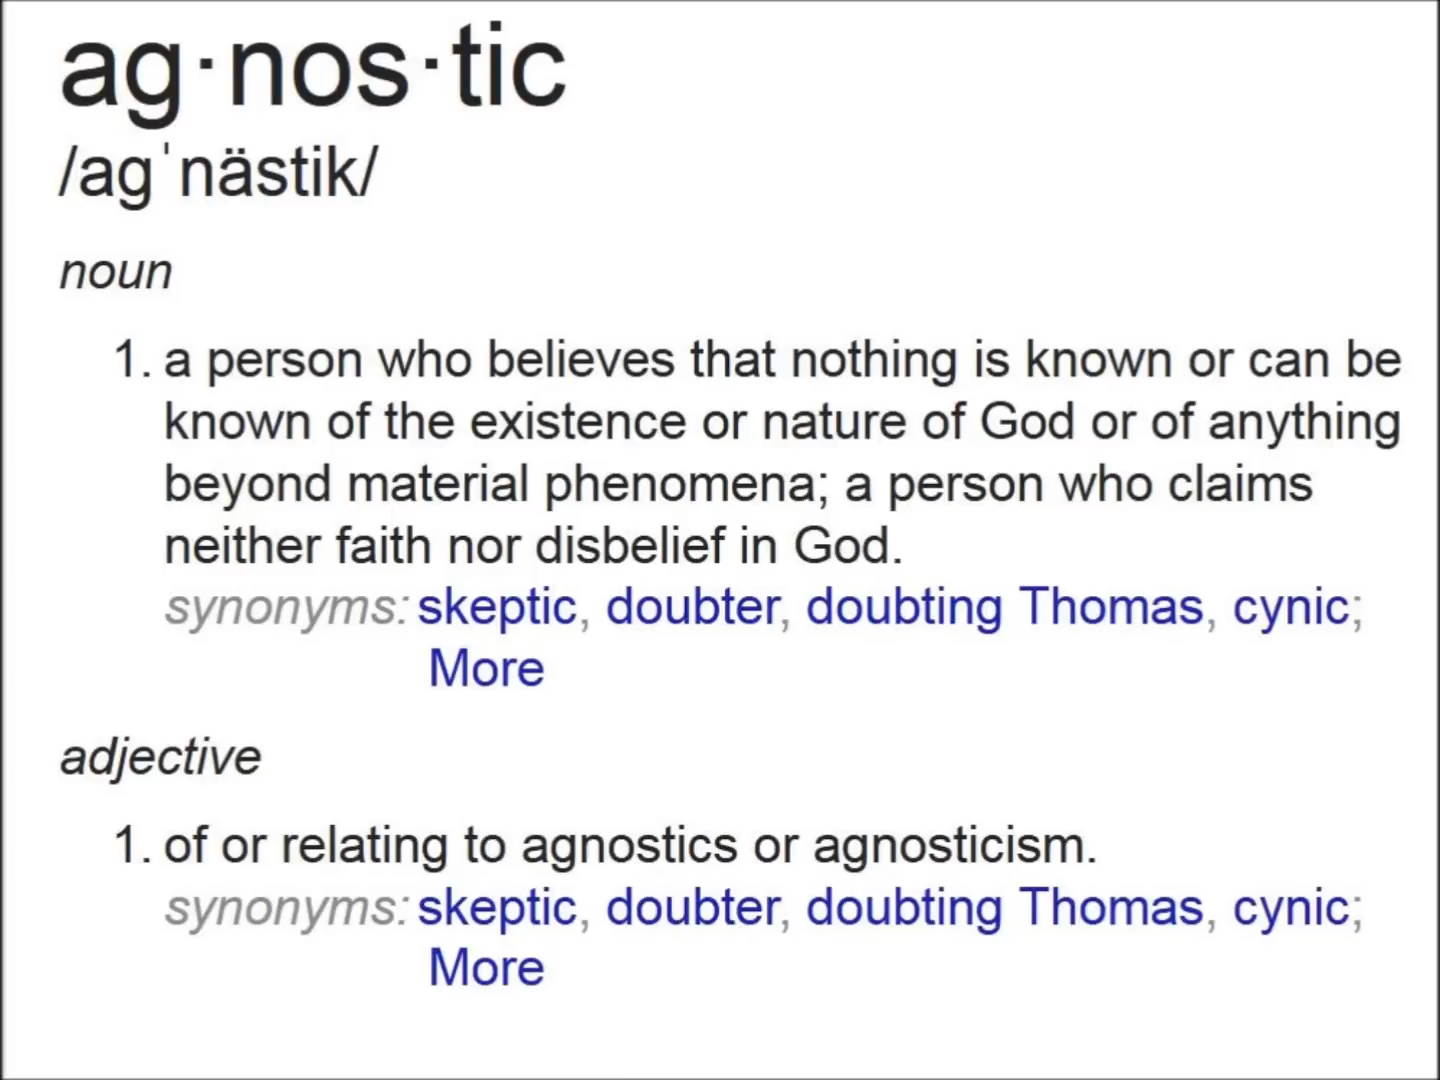 ag·nos·tic
/agˈnästik/
noun
1. a person who believes that nothing is known or can be
known of the existence or nature of God or of anything
beyond material phenomena; a person who claims
neither faith nor disbelief in God.
synonyms: skeptic, doubter, doubting Thomas, cynic;
More
adjective
1. of or relating to agnostics or agnosticism.
synonyms: skeptic, doubter, doubting Thomas, cynic;
More